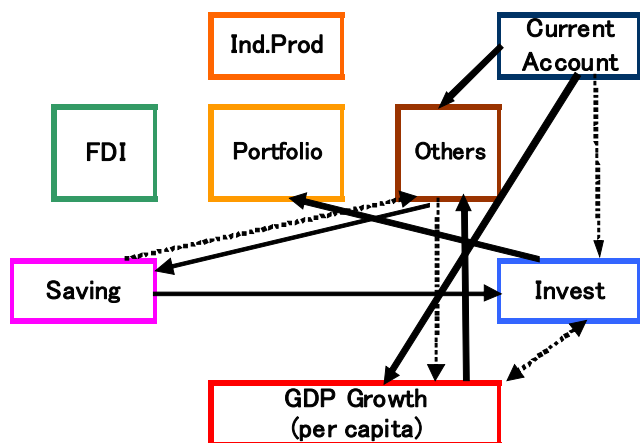 Ind.Prod
Current
Account
FDI
Portfolio
Others
Saving
Invest
GDP Growth
(per capita)